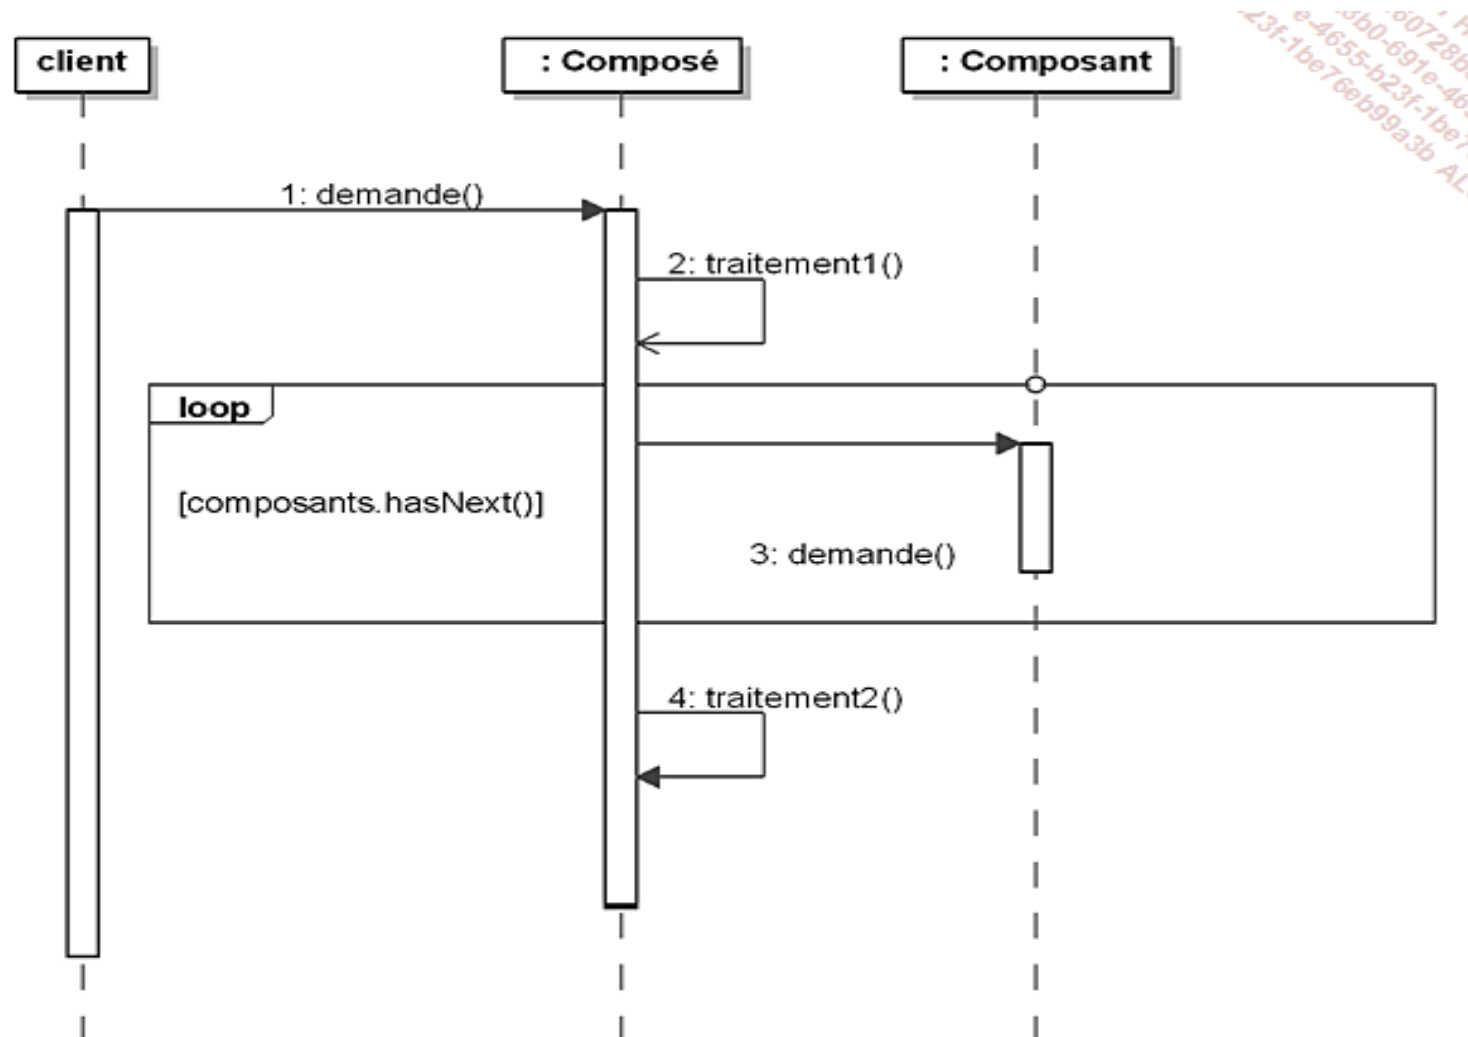 client
: Composé
: Composant
1: demande()
2: traitement1()
loop
[composants.hasNext()]
3: demande()
4: traitement2()